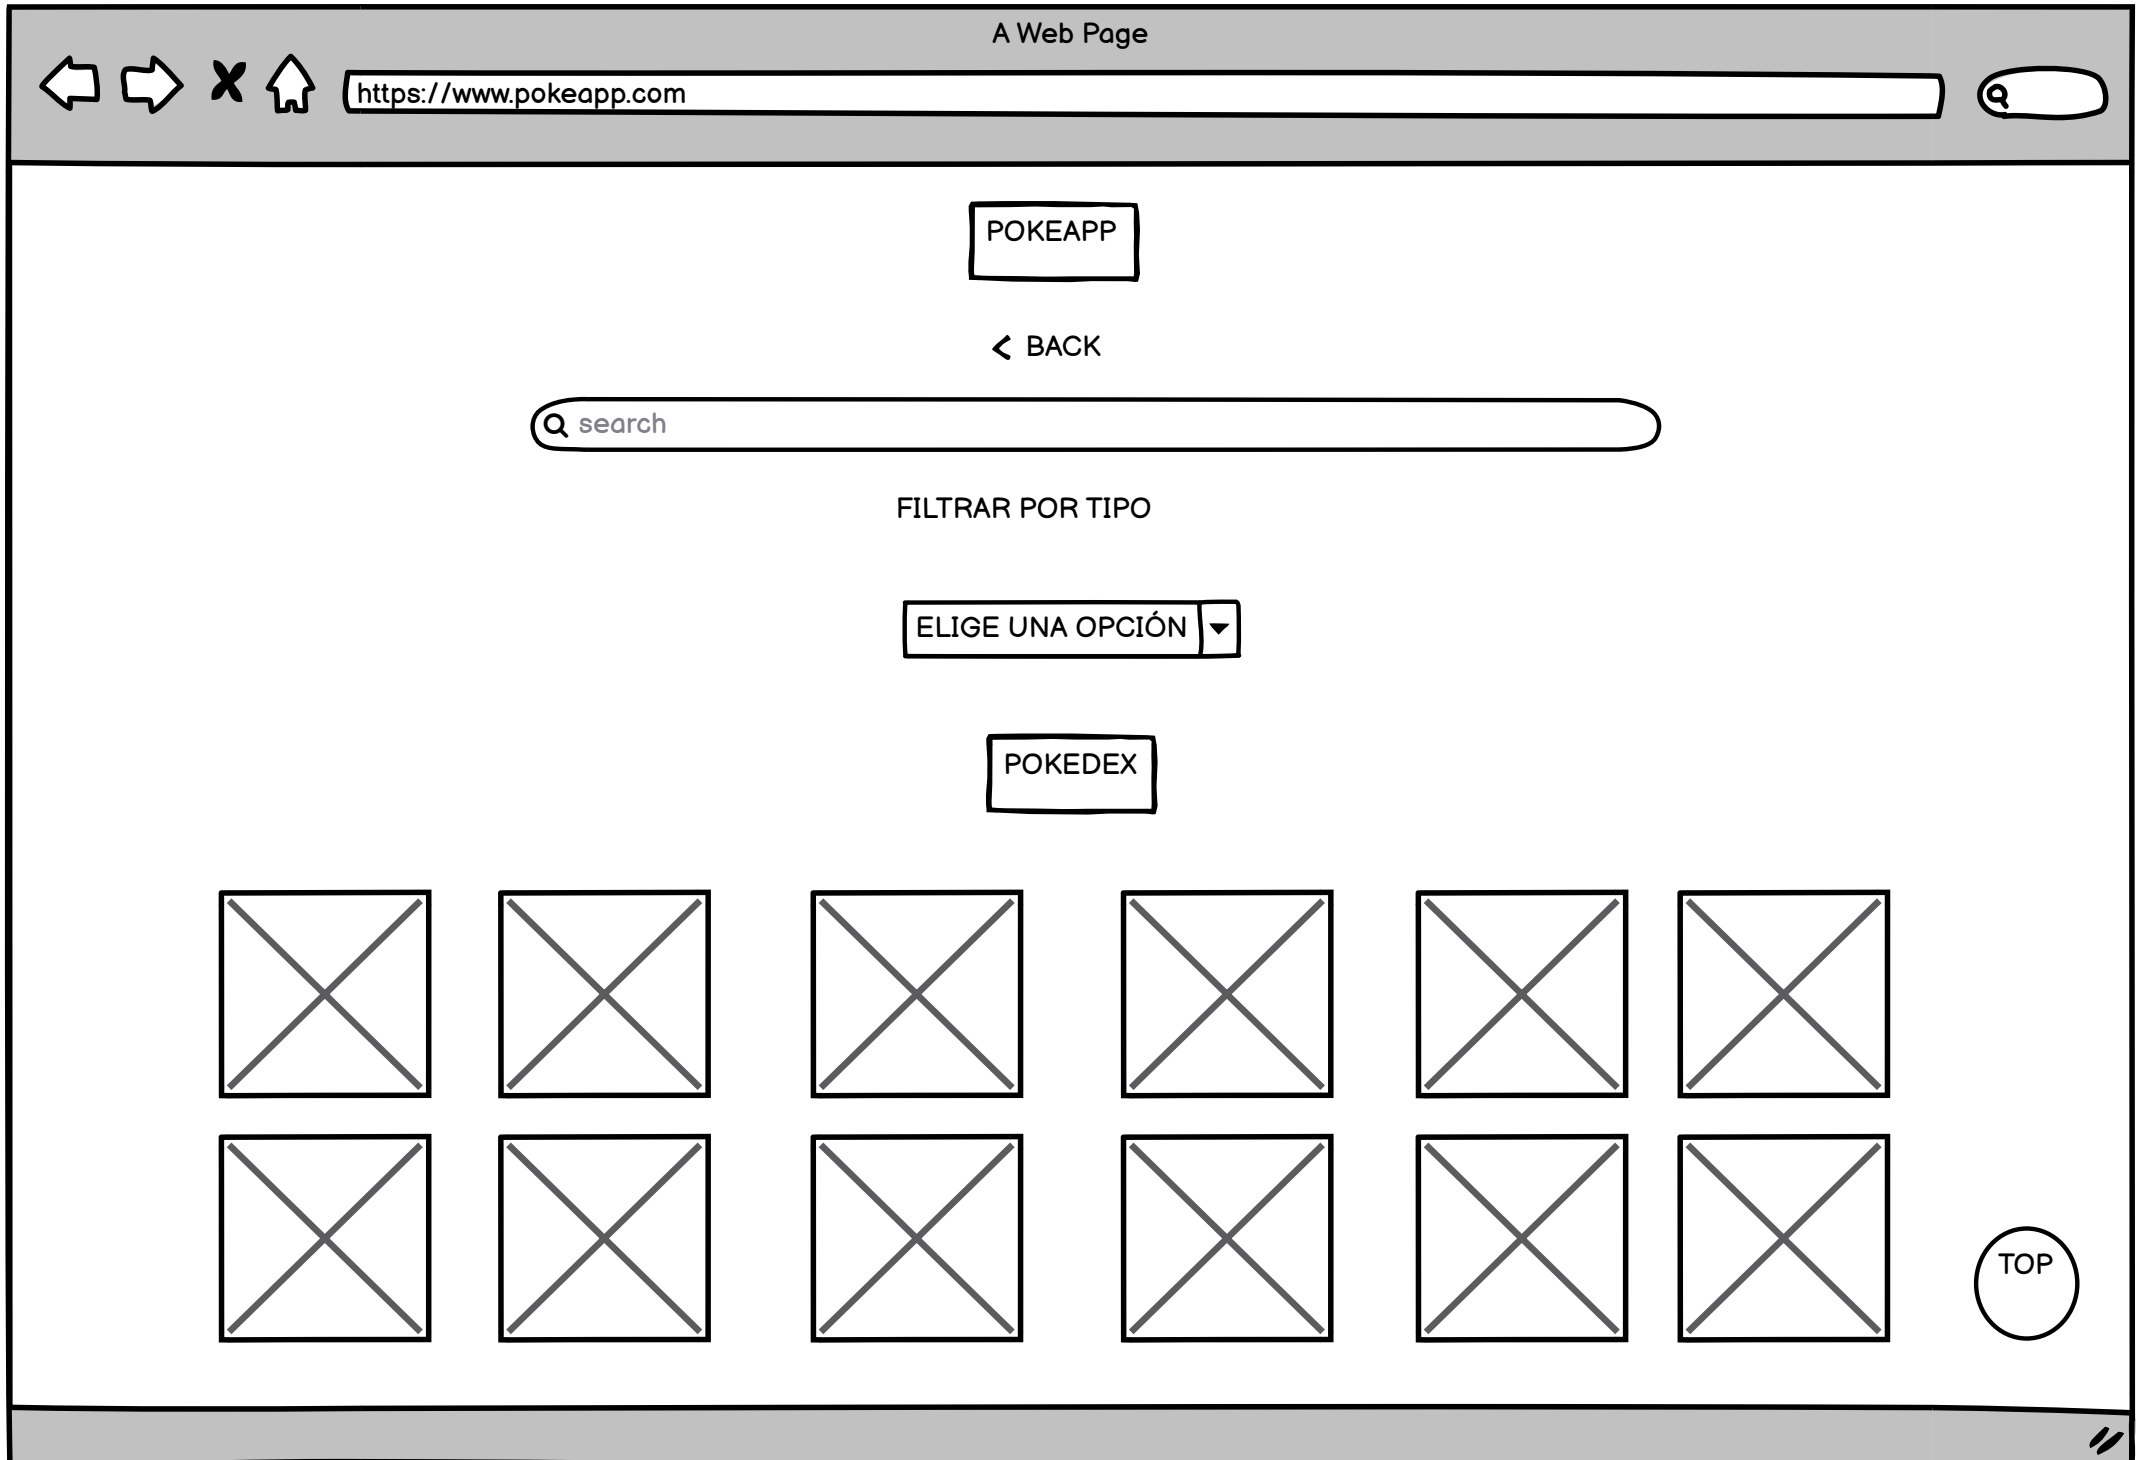 A Web Page
https://www.pokeapp.com
POKEAPP
BACK
search
FILTRAR POR TIPO
ELIGE UNA OPCIÓN
POKEDEX
TOP